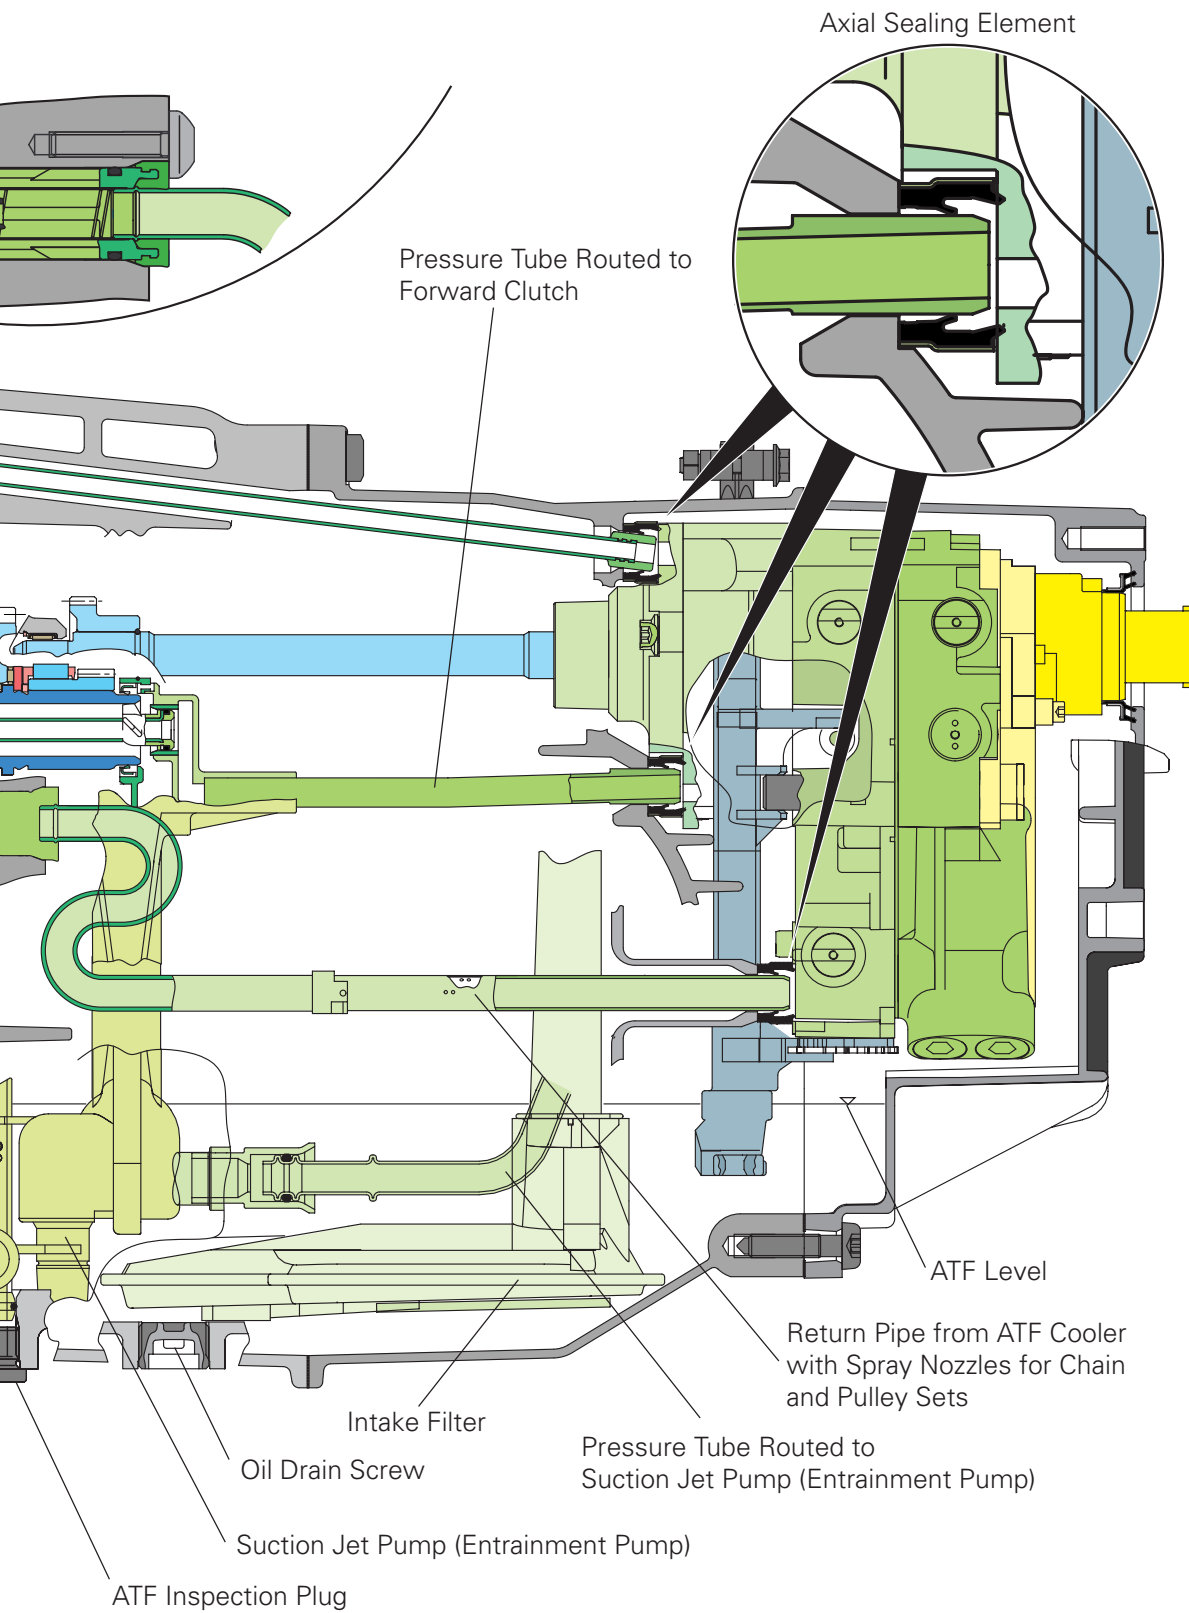 Axial Sealing Element
Pressure Tube Routed to
Forward Clutch
ATF Level
Return Pipe from ATF Cooler
with Spray Nozzles for Chain
and Pulley Sets
Intake Filter
Pressure Tube Routed to
Suction Jet Pump (Entrainment Pump)
Oil Drain Screw
Suction Jet Pump (Entrainment Pump)
ATF Inspection Plug